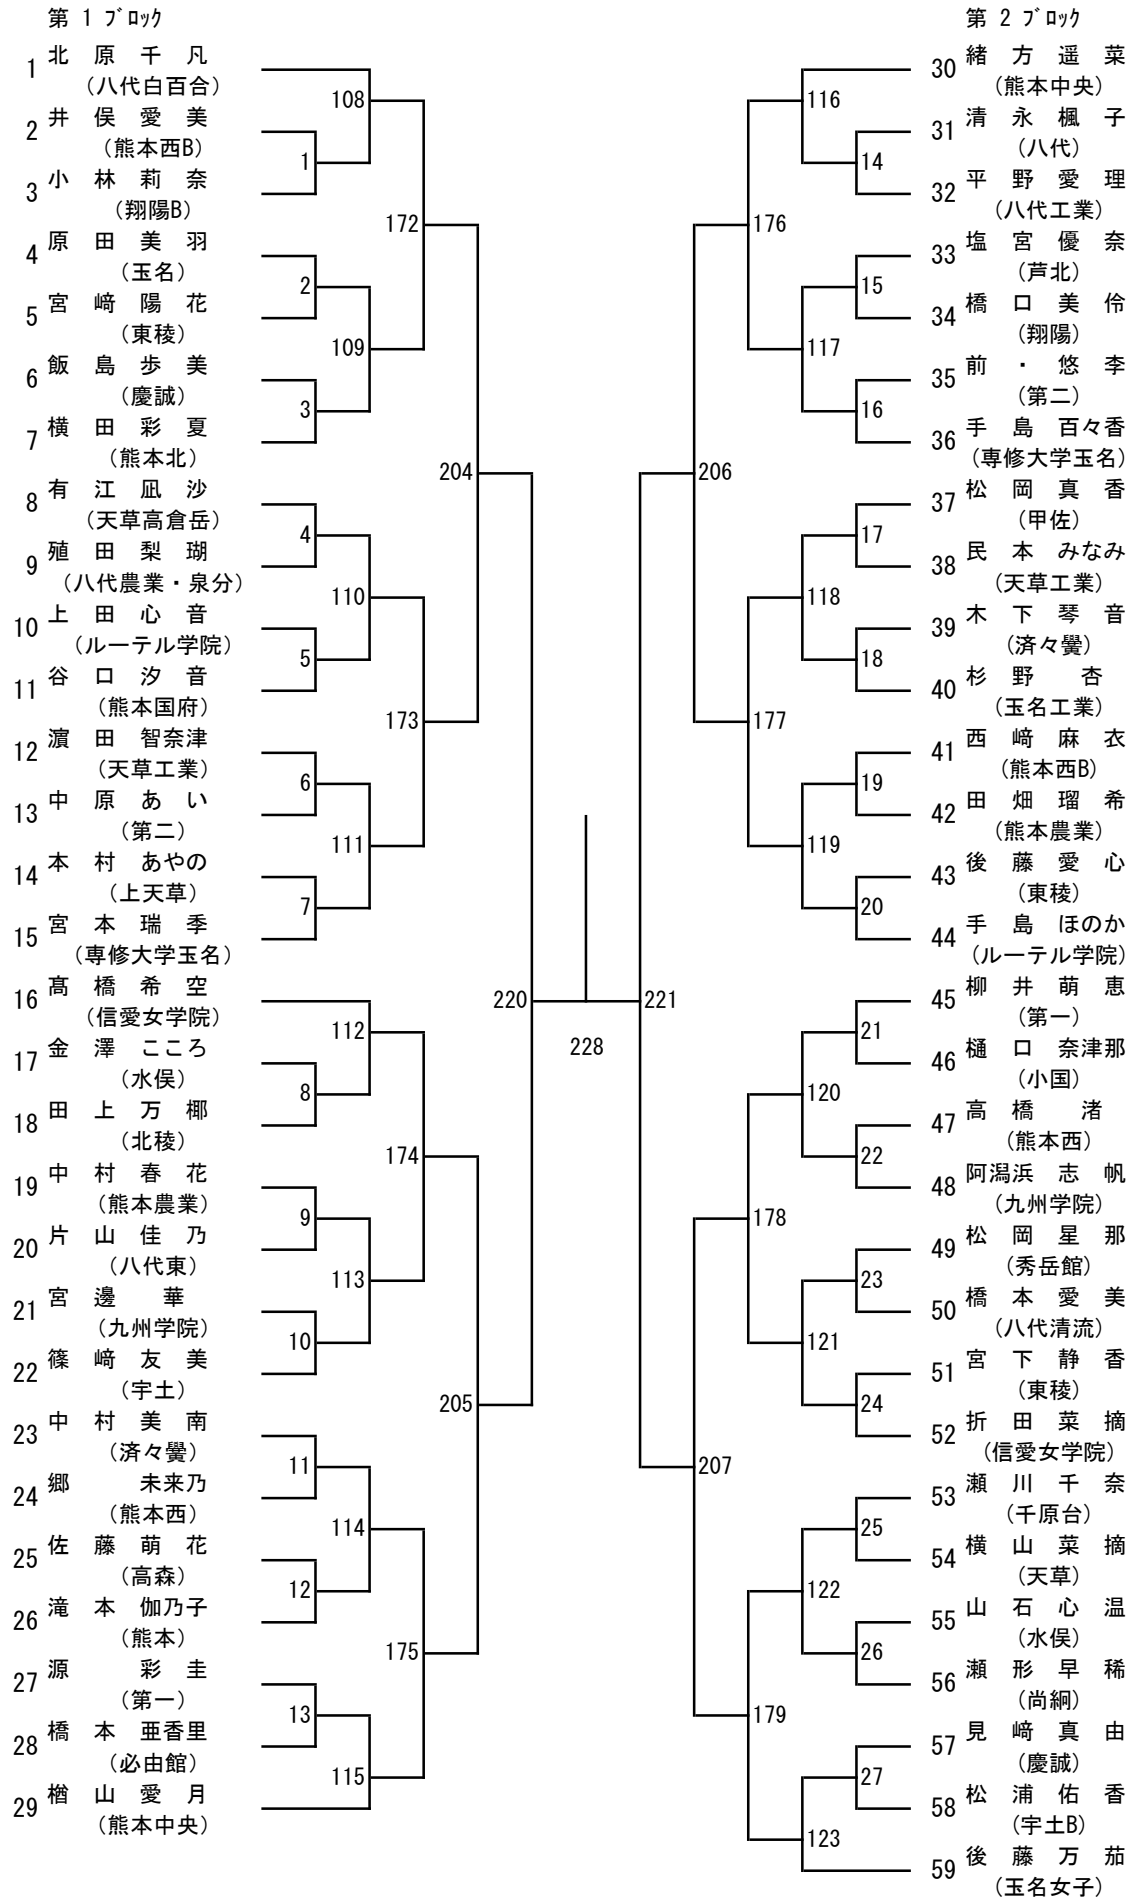 第 1 ブロック
1 北 原 千 凡
(八代白百合)
108
2 井 俣 愛 美
(熊本西B)
1
3 小 林 莉 奈
(翔陽B)
172
4 原 田 美 羽
(玉名)
2
5 宮 﨑 陽 花
(東稜)
109
6 飯 島 歩 美
(慶誠)
3
7 横 田 彩 夏
(熊本北)
204
8 有 江 凪 沙
(天草高倉岳)
4
9 殖 田 梨 瑚
(八代農業・泉分)
110
10 上 田 心 音
(ルーテル学院)
5
11 谷 口 汐 音
(熊本国府)
173
12 濵 田 智奈津
(天草工業)
6
13 中 原 あ い
(第二)
111
14 本 村 あやの
(上天草)
7
15 宮 本 瑞 季
(専修大学玉名)
16 髙 橋 希 空
(信愛女学院)
220
112
17 金 澤 こころ
(水俣)
8
18 田 上 万 椰
(北稜)
174
19 中 村 春 花
(熊本農業)
9
20 片 山 佳 乃
(八代東)
113
21 宮 邊 華
(九州学院)
10
22 篠 﨑 友 美
(宇土)
205
23 中 村 美 南
(済々黌)
11
24 郷 未来乃
(熊本西)
114
25 佐 藤 萌 花
(高森)
12
26 滝 本 伽乃子
(熊本)
175
27 源 彩 圭
(第一)
13
28 橋 本 亜香里
(必由館)
115
29 楢 山 愛 月
(熊本中央)
228
第 2 ブロック
30 緒 方 遥 菜
(熊本中央)
116
31 清 永 楓 子
(八代)
14
32 平 野 愛 理
(八代工業)
176
33 塩 宮 優 奈
(芦北)
15
34 橋 口 美 伶
(翔陽)
117
35 前 ・ 悠 李
(第二)
16
36 手 島 百々香
(専修大学玉名)
206
37 松 岡 真 香
(甲佐)
17
38 民 本 みなみ
(天草工業)
118
39 木 下 琴 音
(済々黌)
18
40 杉 野 杏
(玉名工業)
177
41 西 﨑 麻 衣
(熊本西B)
19
42 田 畑 瑠 希
(熊本農業)
119
43 後 藤 愛 心
(東稜)
20
44 手 島 ほのか
(ルーテル学院)
221
45 柳 井 萌 恵
(第一)
21
46 樋 口 奈津那
(小国)
120
47 高 橋 渚
(熊本西)
22
48 阿潟浜 志 帆
(九州学院)
178
49 松 岡 星 那
(秀岳館)
23
50 橋 本 愛 美
(八代清流)
121
51 宮 下 静 香
(東稜)
24
52 折 田 菜 摘
(信愛女学院)
207
53 瀬 川 千 奈
(千原台)
25
54 横 山 菜 摘
(天草)
122
55 山 石 心 温
(水俣)
26
56 瀬 形 早 稀
(尚絅)
179
57 見 﨑 真 由
(慶誠)
27
58 松 浦 佑 香
(宇土B)
123
59 後 藤 万 茄
(玉名女子)